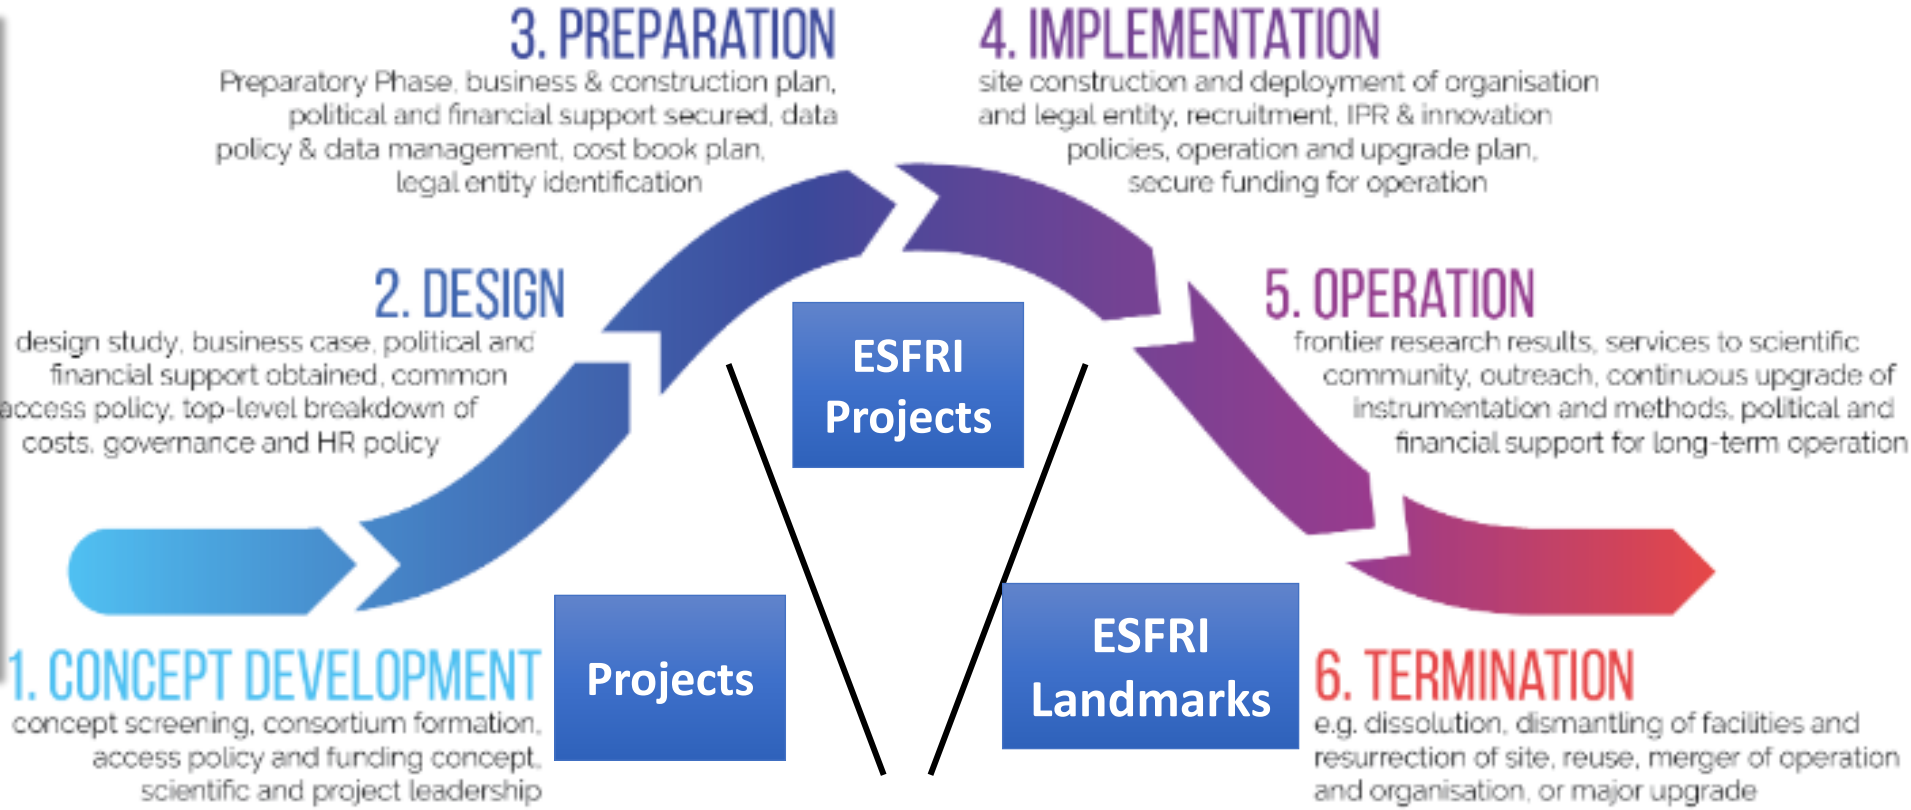 3. PREPARATION
Preparatory Phase, business & construction plan,
political and financial support secured, data
policy & data management, cost book plan,
legal entity identification
4. IMPLEMENTATION
site construction and deployment of organisation
and legal entity, recruitment, IPR & innovation
policies, operation and upgrade plan,
secure funding for operation
2. DESIGN
design study, business case, political and
financial support obtained, common
access policy, top-level breakdown of
costs, governance and HR policy
ESFRI
Projects
5. OPERATION
frontier research results, services to scientific
community, outreach, continuous upgrade of
instrumentation and methods, political and
financial support for long-term operation
1. CONCEPT DEVELOPMENT
concept screening, consortium formation,
access policy and funding concept,
scientific and project leadership
Projects
ESFRI
Landmarks
6. TERMINATION
e.g. dissolution, dismantling of facilities and
resurrection of site, reuse, merger of operation
and organisation, or major upgrade